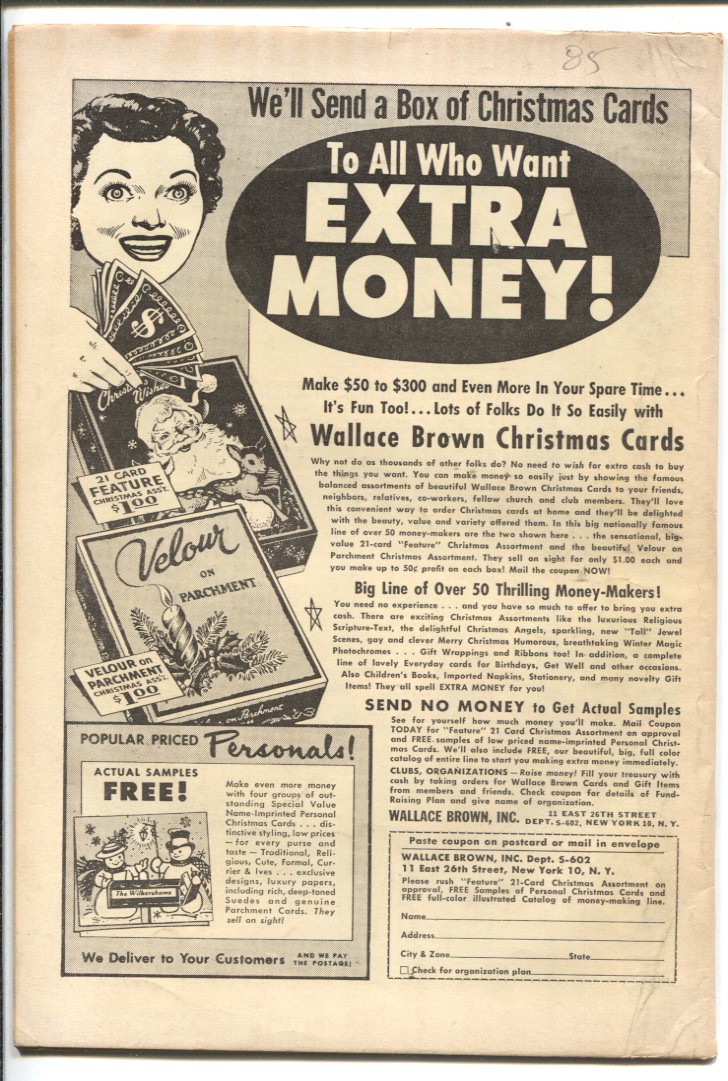 85
We'll Send a Box of Christmas Cards
To All Who Want
EXTRA
MONEY!
$
Christmas Wishes
21 CARD
FEATURE
CHRISTMAS ASST.
$1.00
Velour
ON
PARCHMENT
VELOUR on
PARCHMENT
CHRISTMAS ASST.
$1.00
on Parchment
Make $50 to $300 and Even More In Your Spare Time...
It's Fun Too!...Lots of Folks Do It So Easily with
Wallace Brown Christmas Cards
Why not do as thousands of other folks do? No need to wish for extra cash to buy
the things you want. You can make money so easily just by showing the famous
balanced assortments of beautiful Wallace Brown Christmas Cards to your friends,
neighbors, relatives, co-workers, fellow church and club members. They'll love
this convenient way to order Christmas cards at home and they'll be delighted
with the beauty, value and variety offered them. In this big nationally famous
line of over 50 money-makers are the two shown here . . . the sensational, big-
value 21-card "Feature" Christmas Assortment and the beautiful Velour on
Parchment Christmas Assortment. They sell on sight for only $1.00 each and
you make up to 50¢ profit on each box! Mail the coupon NOW!
Big Line of Over 50 Thrilling Money-Makers!
You need no experience . . . and you have so much to offer to bring you extra
cash. There are exciting Christmas Assortments like the luxurious Religious
Scripture-Text, the delightful Christmas Angels, sparkling, new "Tall" Jewel
Scenes, gay and clever Merry Christmas Humorous, breathtaking Winter Magic
Photochromes . . . Gift Wrappings and Ribbons too! In addition, a complete
line of lovely Everyday cards for Birthdays, Get Well and other occasions.
Also Children's Books, Imported Napkins, Stationery, and many novelty Gift
Items! They all spell EXTRA MONEY for you!
SEND NO MONEY to Get Actual Samples
See for yourself how much money you'll make. Mail Coupon
TODAY for "Feature" 21 Card Christmas Assortment on approval
and FREE samples of low priced name-imprinted Personal Christ-
mas Cards. We'll also include FREE, our beautiful, big, full color
catalog of entire line to start you making extra money immediately.
CLUBS, ORGANIZATIONS — Raise money! Fill your treasury with
cash by taking orders for Wallace Brown Cards and Gift Items
from members and friends. Check coupon for details of Fund-
Raising Plan and give name of organization.
WALLACE BROWN, INC. 11 EAST 26TH STREET
DEPT. S-602, NEW YORK 10, N. Y.
POPULAR PRICED Personals!
ACTUAL SAMPLES
FREE!
The Wilkershams
Make even more money
with four groups of out-
standing Special Value
Name-Imprinted Personal
Christmas Cards . . . dis-
tinctive styling, low prices
— for every purse and
taste — Traditional, Reli-
gious, Cute, Formal, Cur-
rier & Ives . . . exclusive
designs, luxury papers,
including rich, deep-toned
Suedes and genuine
Parchment Cards. They
sell on sight!
We Deliver to Your Customers AND WE PAY
THE POSTAGE!
Paste coupon on postcard or mail in envelope
WALLACE BROWN, INC. Dept. S-602
11 East 26th Street, New York 10, N. Y.
Please rush "Feature" 21-Card Christmas Assortment on
approval, FREE Samples of Personal Christmas Cards and
FREE full-color illustrated Catalog of money-making line.
Name
Address
City & Zone State
Check for organization plan